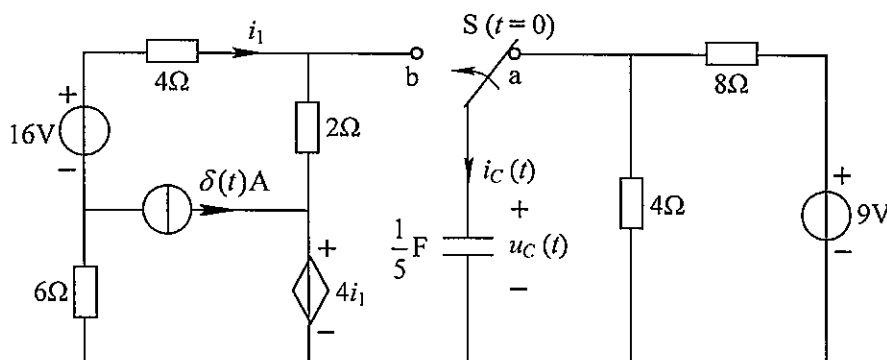 S (t = 0)
i₁
4Ω
b
a
8Ω
+
16V
−
2Ω
δ(t)A
i_C(t)
+
u_C(t)
−
1/5 F
4Ω
+
9V
−
6Ω
+
4i₁
−